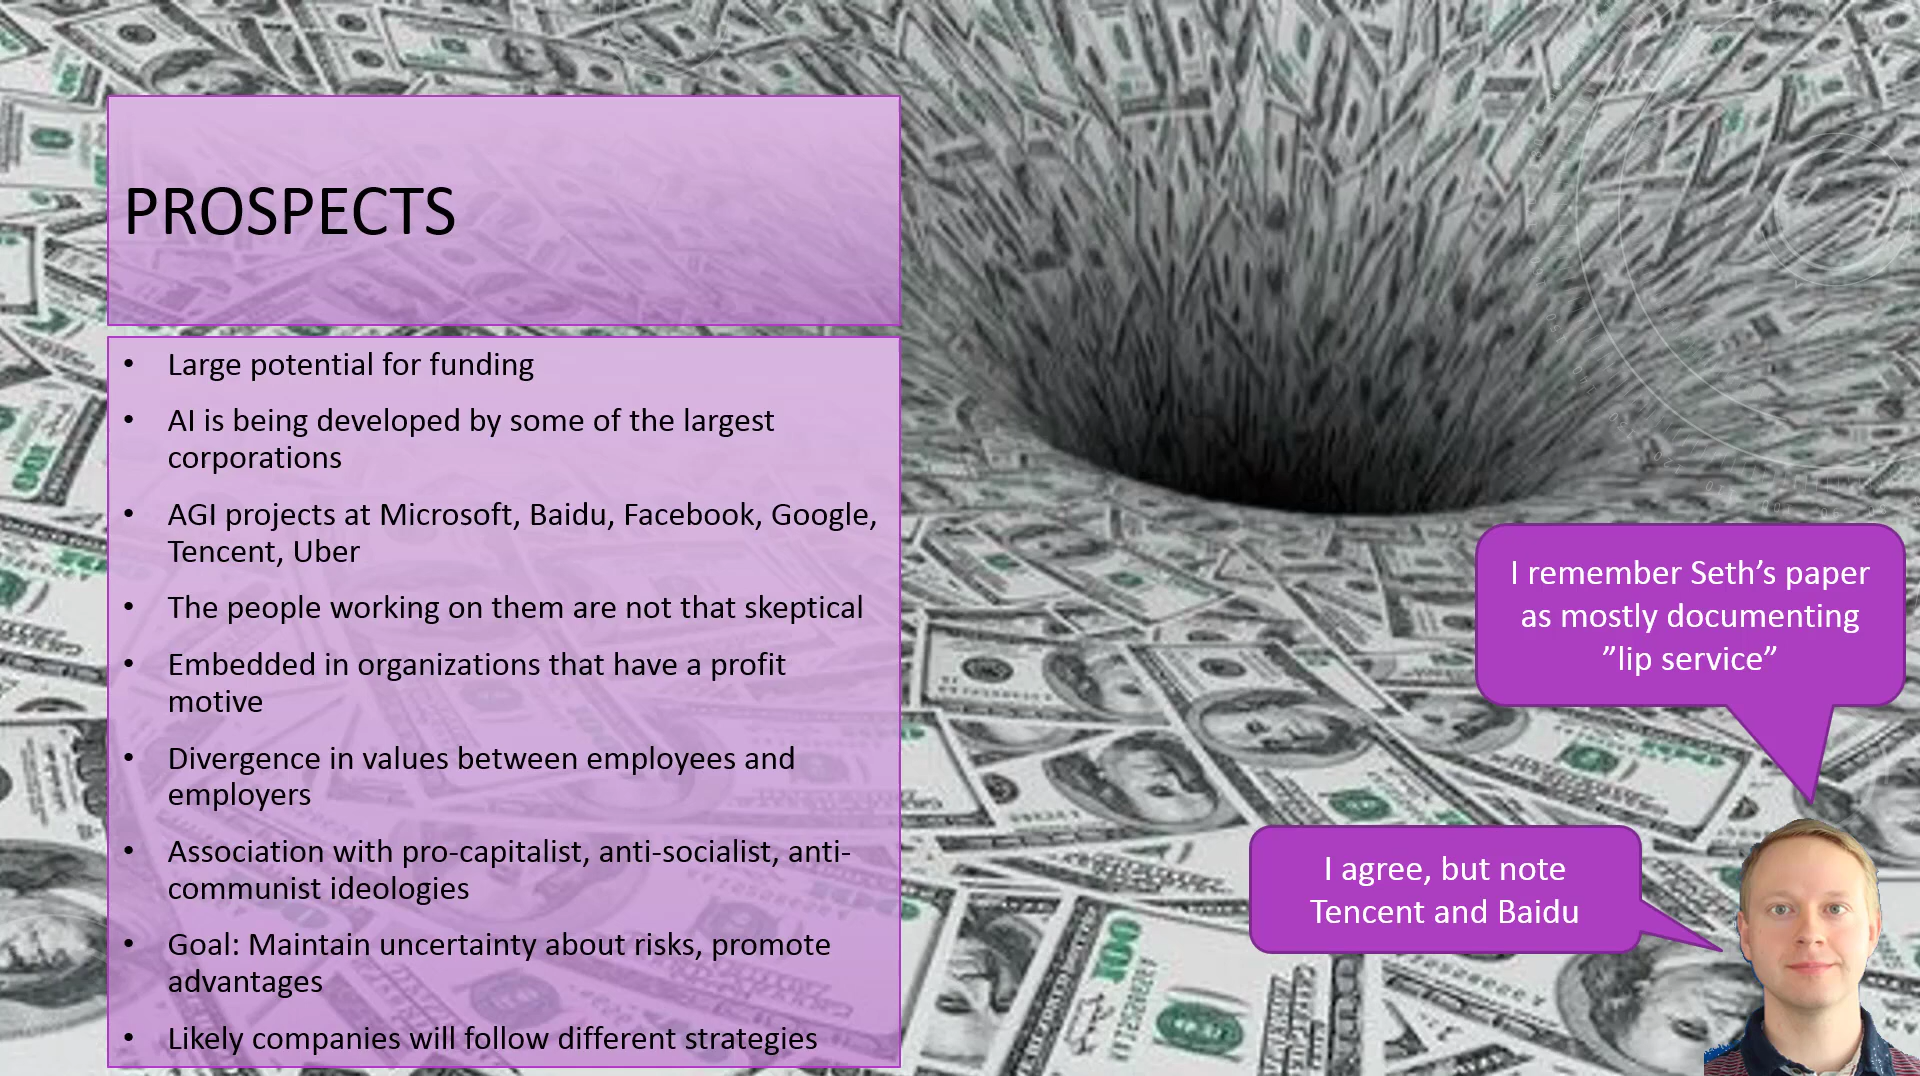 PROSPECTS
• Large potential for funding
• AI is being developed by some of the largest
corporations
• AGI projects at Microsoft, Baidu, Facebook, Google,
Tencent, Uber
• The people working on them are not that skeptical
• Embedded in organizations that have a profit
motive
• Divergence in values between employees and
employers
• Association with pro-capitalist, anti-socialist, anti-
communist ideologies
• Goal: Maintain uncertainty about risks, promote
advantages
• Likely companies will follow different strategies
I remember Seth’s paper
as mostly documenting
”lip service”
I agree, but note
Tencent and Baidu